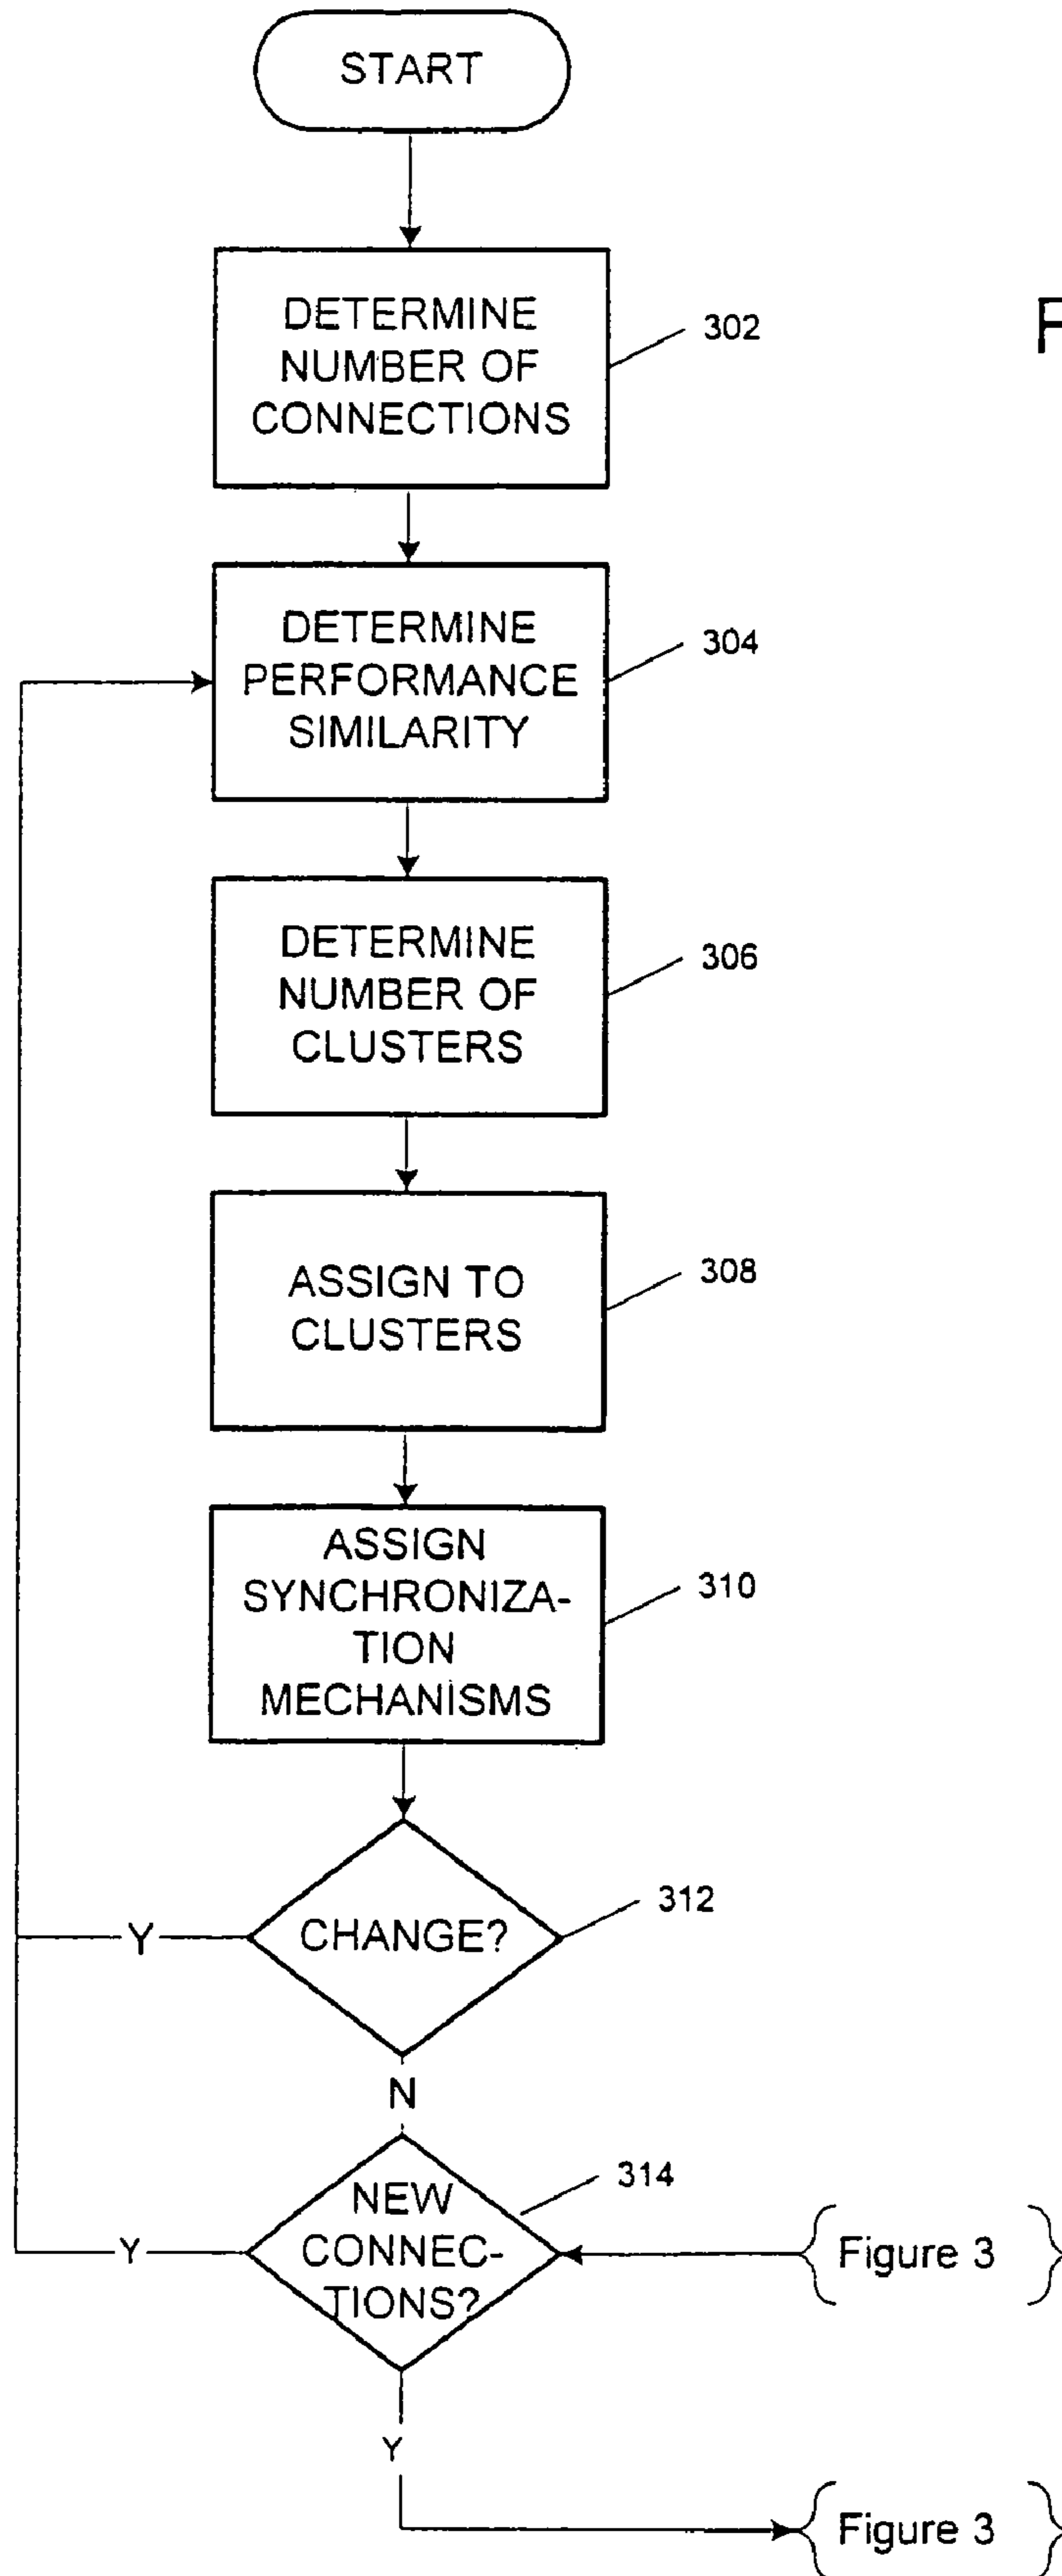 START
DETERMINE
NUMBER OF
CONNECTIONS
302
F
DETERMINE
PERFORMANCE
SIMILARITY
304
DETERMINE
NUMBER OF
CLUSTERS
306
ASSIGN TO
CLUSTERS
308
ASSIGN
SYNCHRONIZA-
TION
MECHANISMS
310
CHANGE?
312
Y
N
NEW
CONNEC-
TIONS?
314
Y
Figure 3
Y
Figure 3